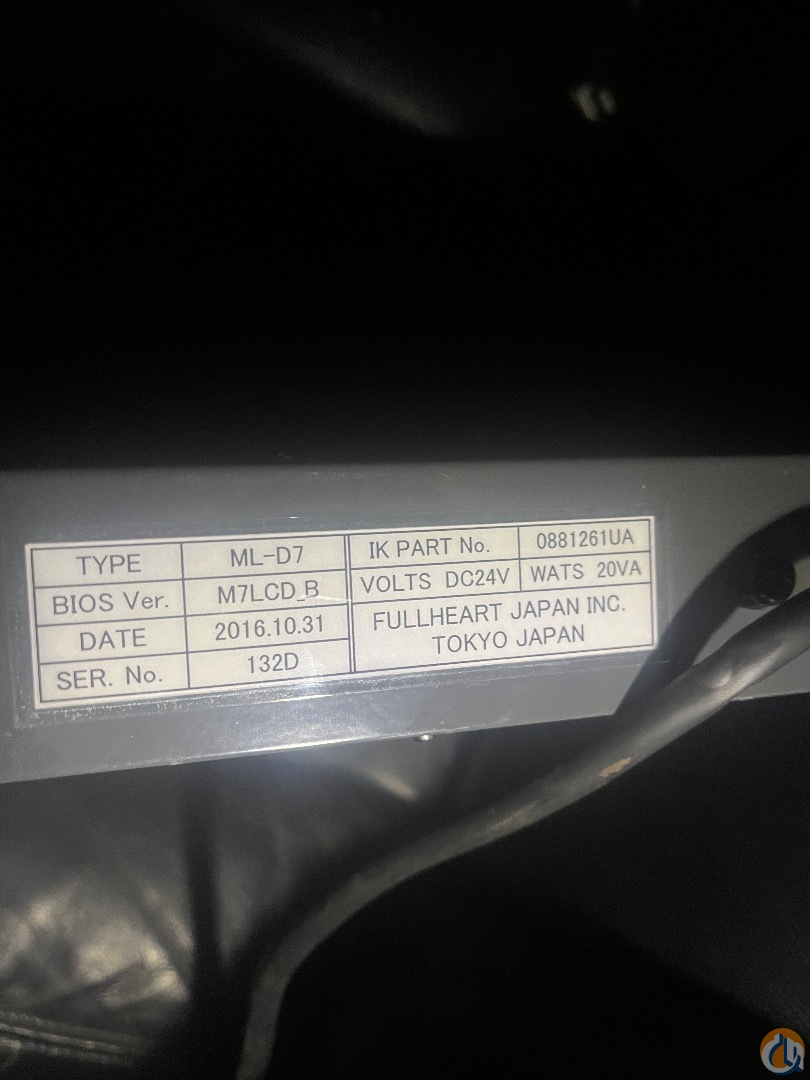 TYPE ML-D7
BIOS Ver. M7LCD_B
DATE 2016.10.31
SER. No. 132D
IK PART No. 0881261UA
VOLTS DC24V WATS 20VA
FULLHEART JAPAN INC.
TOKYO JAPAN